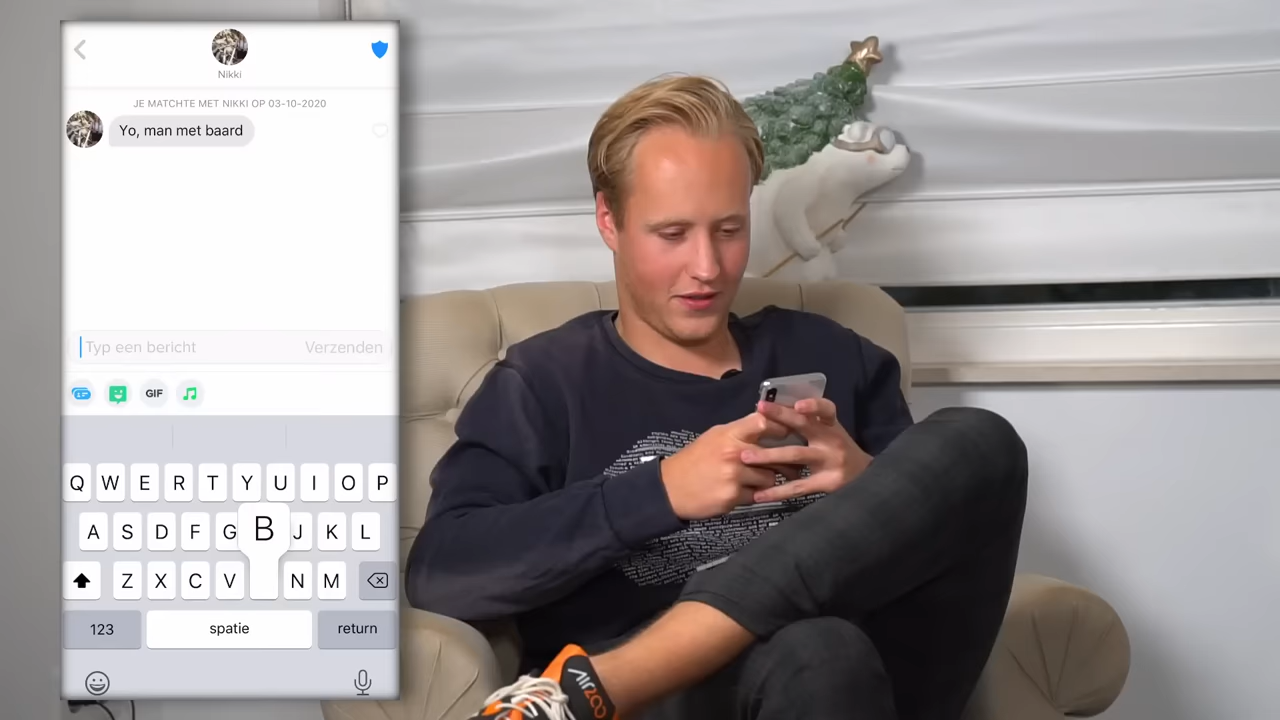 Nikki
JE MATCHTE MET NIKKI OP 03-10-2020
Yo, man met baard
Typ een bericht Verzenden
GIF
Q W E R T Y U I O P
A S D F G B J K L
Z X C V N M
123 spatie return
AIR200